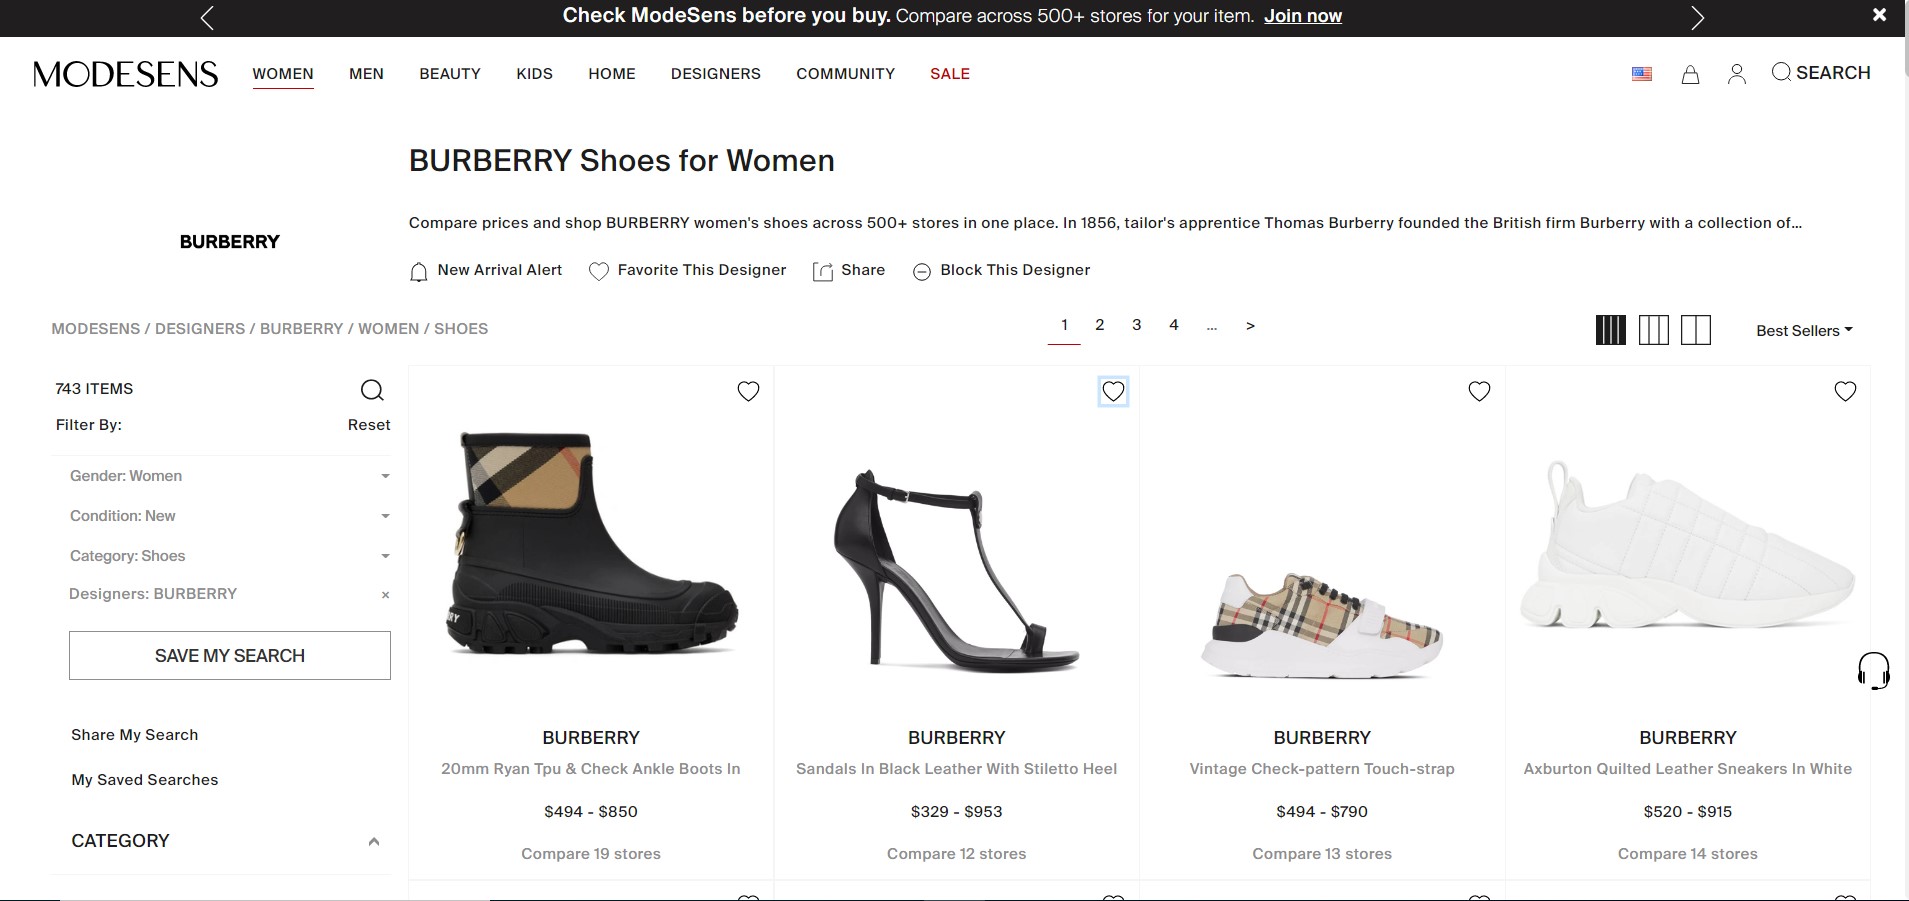 Check ModeSens before you buy. Compare across 500+ stores for your item. Join now
MODESENS
WOMEN
MEN
BEAUTY
KIDS
HOME
DESIGNERS
COMMUNITY
SALE
SEARCH
BURBERRY
BURBERRY Shoes for Women
Compare prices and shop BURBERRY women's shoes across 500+ stores in one place. In 1856, tailor's apprentice Thomas Burberry founded the British firm Burberry with a collection of...
New Arrival Alert
Favorite This Designer
Share
Block This Designer
MODESENS / DESIGNERS / BURBERRY / WOMEN / SHOES
1 2 3 4 ... >
Best Sellers
743 ITEMS
Filter By:
Reset
Gender: Women
Condition: New
Category: Shoes
Designers: BURBERRY ×
SAVE MY SEARCH
Share My Search
My Saved Searches
CATEGORY
RY
BURBERRY
20mm Ryan Tpu & Check Ankle Boots In
$494 - $850
Compare 19 stores
BURBERRY
Sandals In Black Leather With Stiletto Heel
$329 - $953
Compare 12 stores
BURBERRY
Vintage Check-pattern Touch-strap
$494 - $790
Compare 13 stores
BURBERRY
Axburton Quilted Leather Sneakers In White
$520 - $915
Compare 14 stores